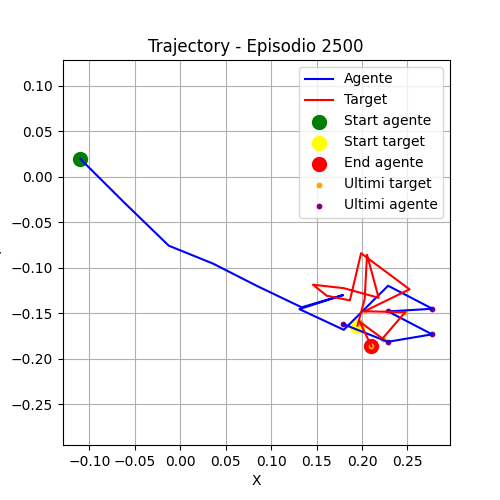 Trajectory - Episodio 2500
Agente
Target
Start agente
Start target
End agente
Ultimi target
Ultimi agente
0.10
0.05
0.00
−0.05
−0.10
−0.15
−0.20
−0.25
−0.10 −0.05 0.00 0.05 0.10 0.15 0.20 0.25
X